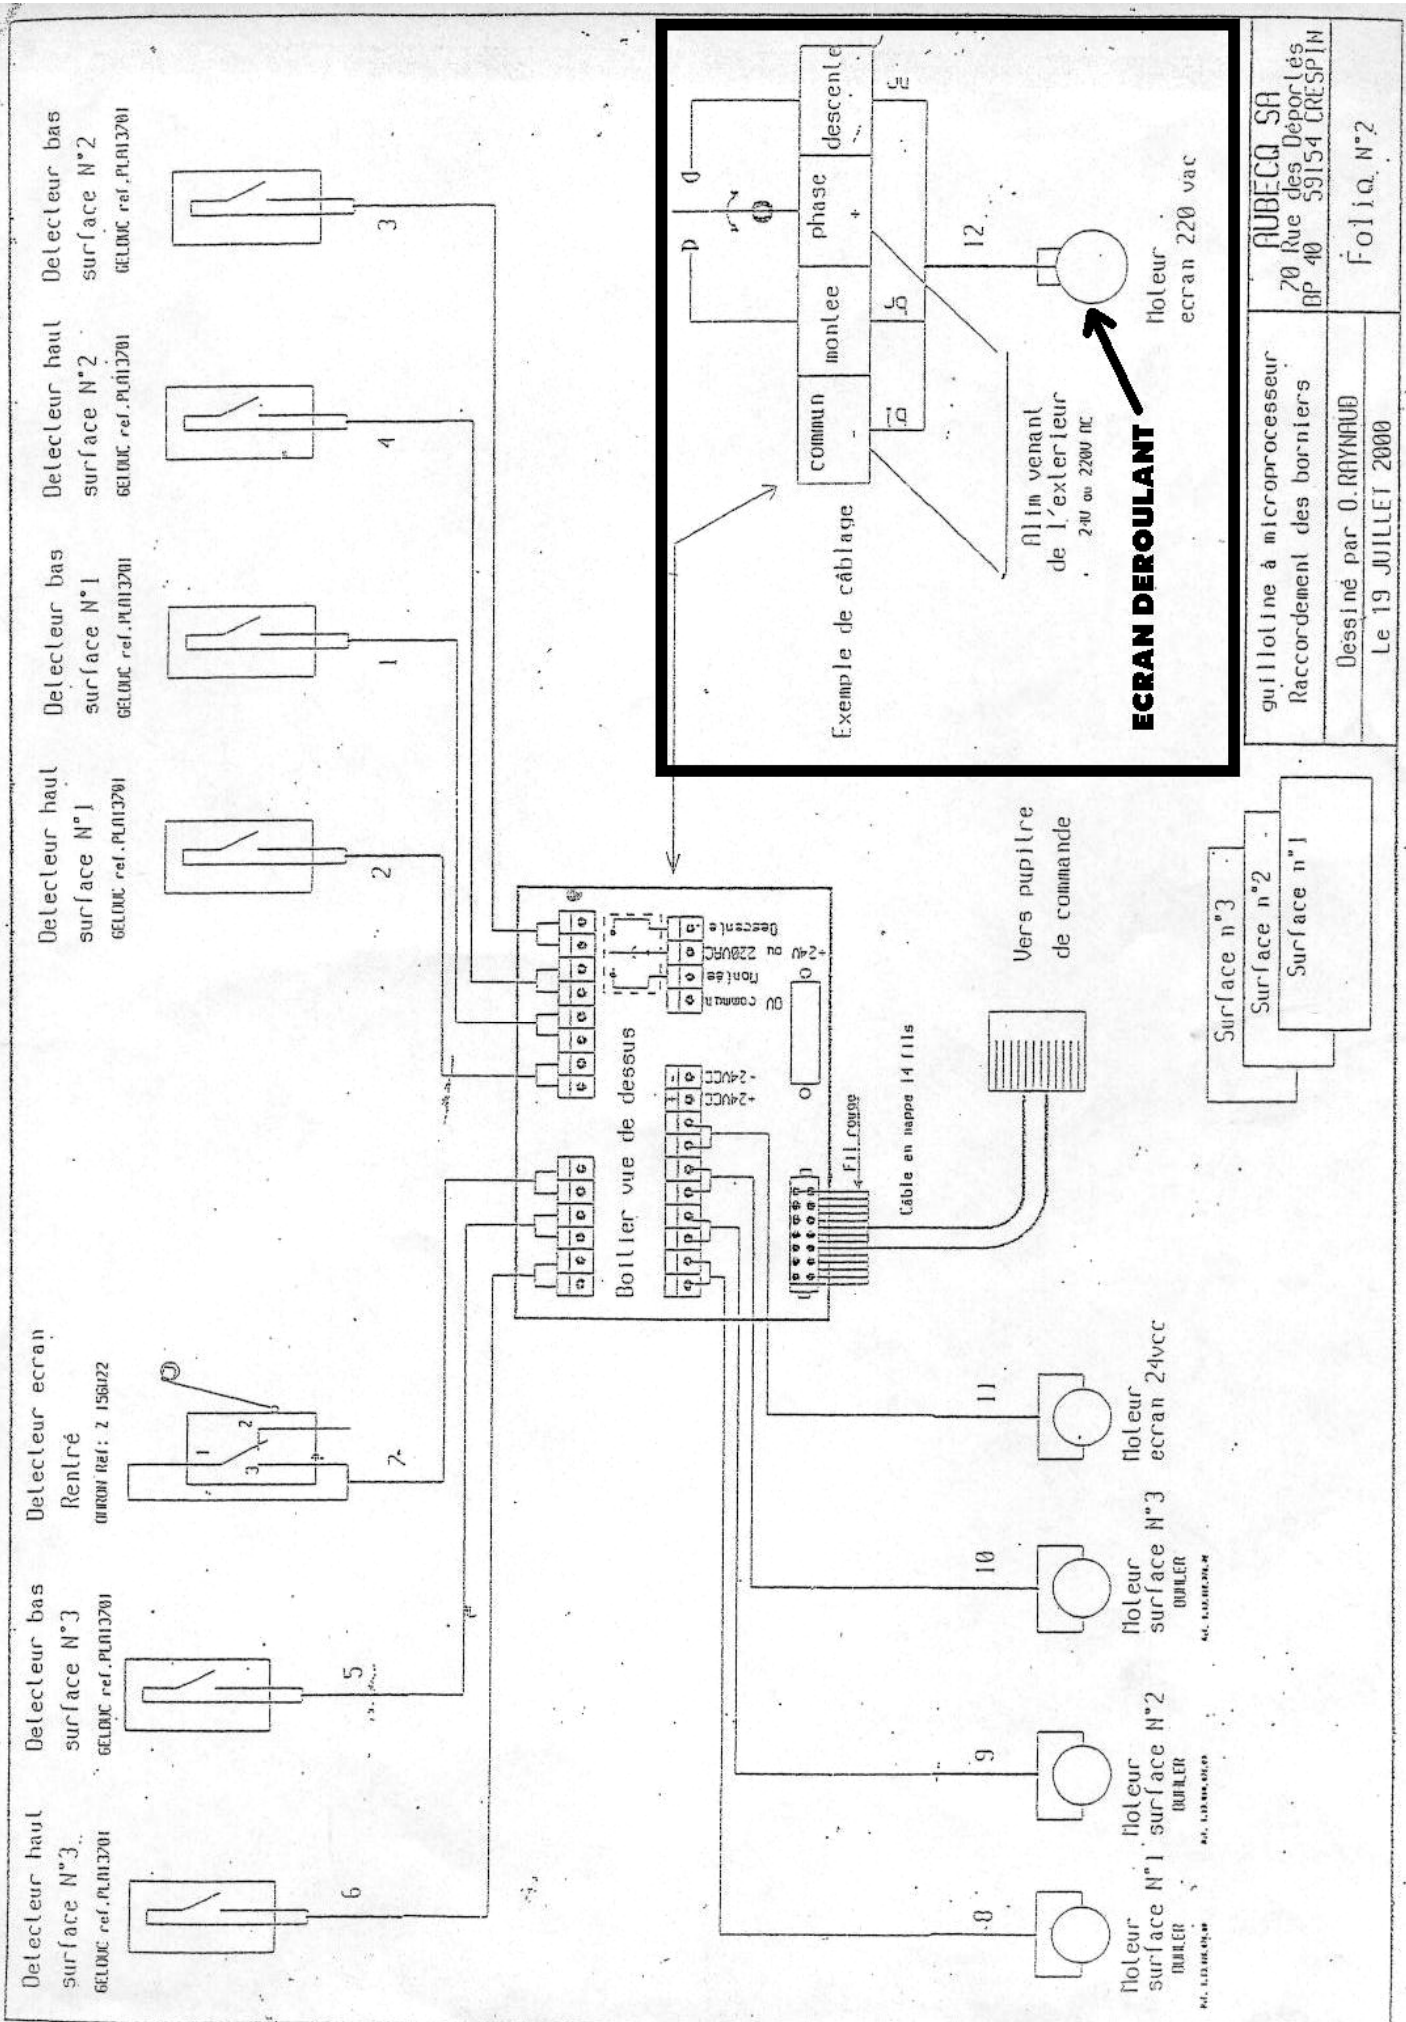 Detecteur haut
surface N°3
GELOUC ref.PLA13701
6
Detecteur bas
surface N°3
GELOUC ref.PLA13701
5
Detecteur ecran
Rentré
OMRON Réf: Z 15GW22
1
2
3
7
Detecteur haut
surface N°1
GELOUC ref.PLA13701
2
Detecteur bas
surface N°1
GELOUC ref.PLA13701
1
Detecteur haut
surface N°2
GELOUC ref.PLA13701
4
Detecteur bas
surface N°2
GELOUC ref.PLA13701
3
Boitier vue de dessus
+24VCC
-24VCC
0V commun
Montée
+24V ou 220VAC
Descente
Fil rouge
Câble en nappe 14 fils
Vers pupitre
de commande
8
9
10
11
Moteur
surface N°1
BUHLER
Moteur
surface N°2
BUHLER
Moteur
surface N°3
BUHLER
Moteur
ecran 24vcc
Exemple de câblage
commun
-
montee
phase
+
descente
12
Alim venant
de l'exterieur
24V ou 220V AC
Moteur
ecran 220 vac
ECRAN DEROULANT
Surface n°3
Surface n°2
Surface n°1
guillotine à microprocesseur
Raccordement des borniers
Dessiné par O.RAYNAUD
Le 19 JUILLET 2000
AUBECQ SA
70 Rue des Déportés
BP 40 59154 CRESPIN
Folio N°2